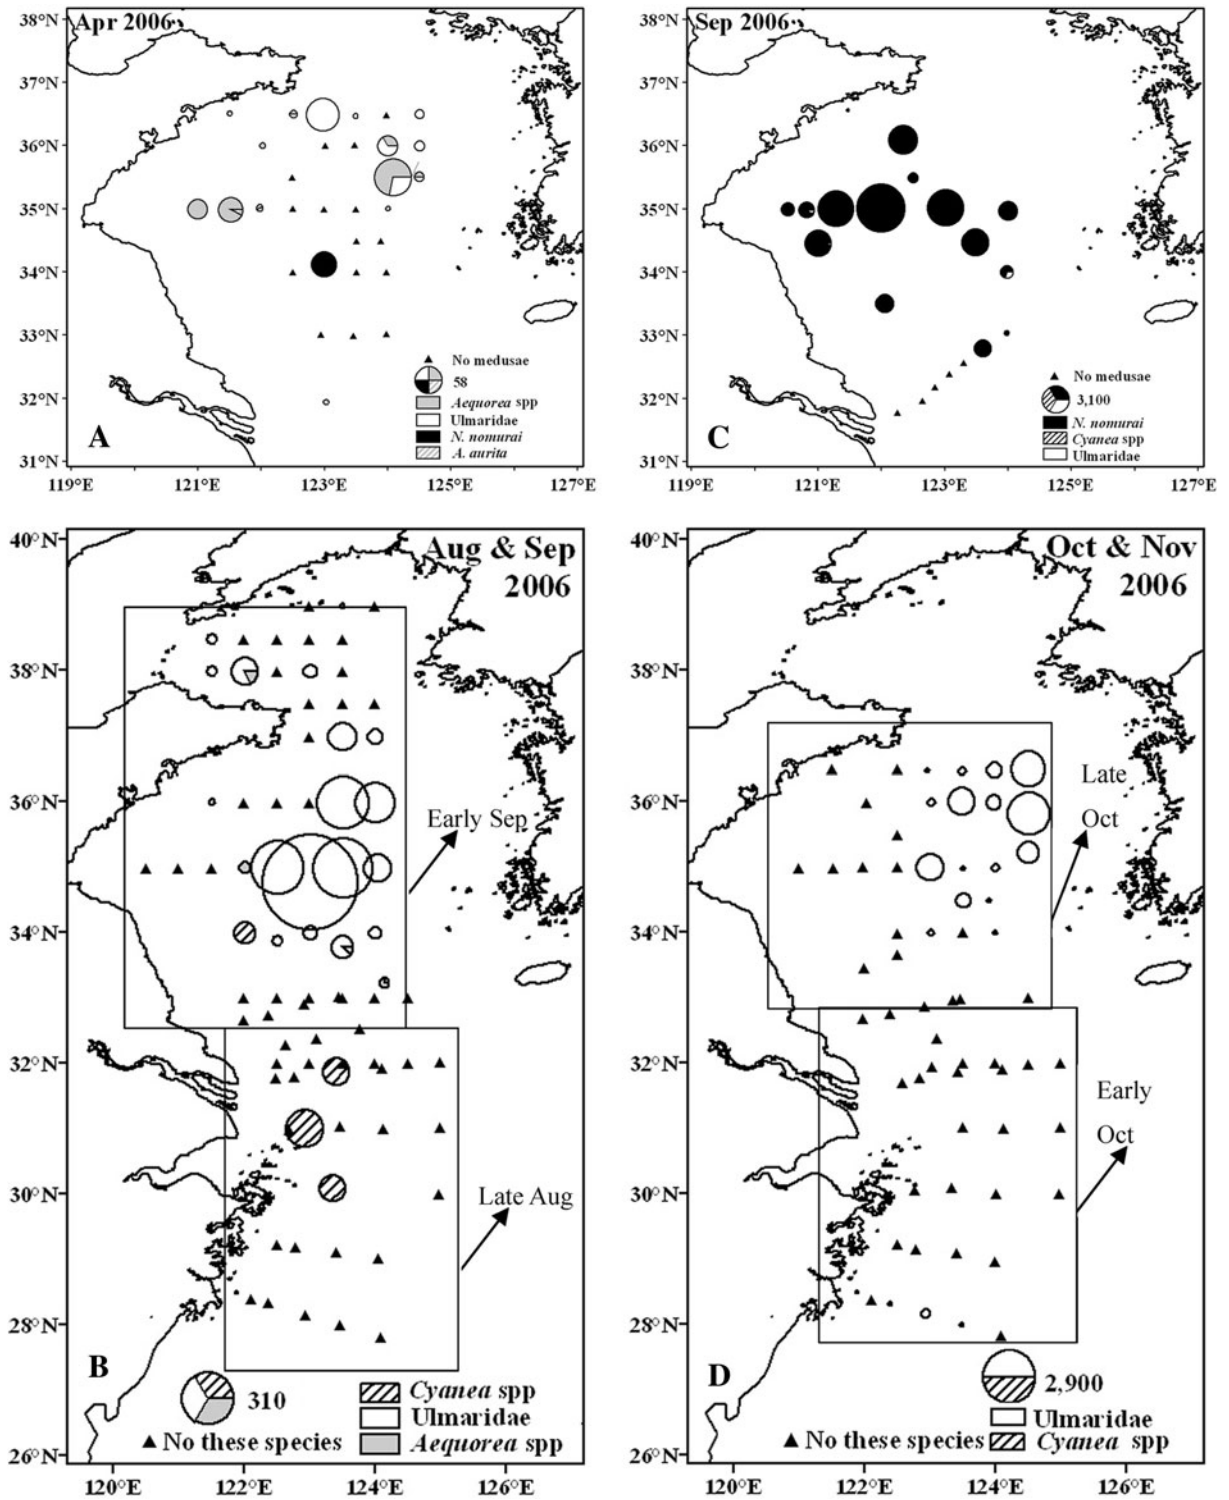 Apr 2006
38°N
37°N
36°N
35°N
34°N
33°N
32°N
31°N
No medusae
58
Aequorea spp
Ulmaridae
N. nomurai
A. aurita
A
119°E 121°E 123°E 125°E 127°E
Sep 2006
38°N
37°N
36°N
35°N
34°N
33°N
32°N
31°N
No medusae
3,100
N. nomurai
Cyanea spp
Ulmaridae
C
119°E 121°E 123°E 125°E 127°E
Aug & Sep
2006
40°N
38°N
36°N
34°N
32°N
30°N
28°N
26°N
Early Sep
Late Aug
B
310
Cyanea spp
Ulmaridae
Aequorea spp
No these species
120°E 122°E 124°E 126°E
Oct & Nov
2006
40°N
38°N
36°N
34°N
32°N
30°N
28°N
26°N
Late
Oct
Early
Oct
D
2,900
Ulmaridae
No these species Cyanea spp
120°E 122°E 124°E 126°E